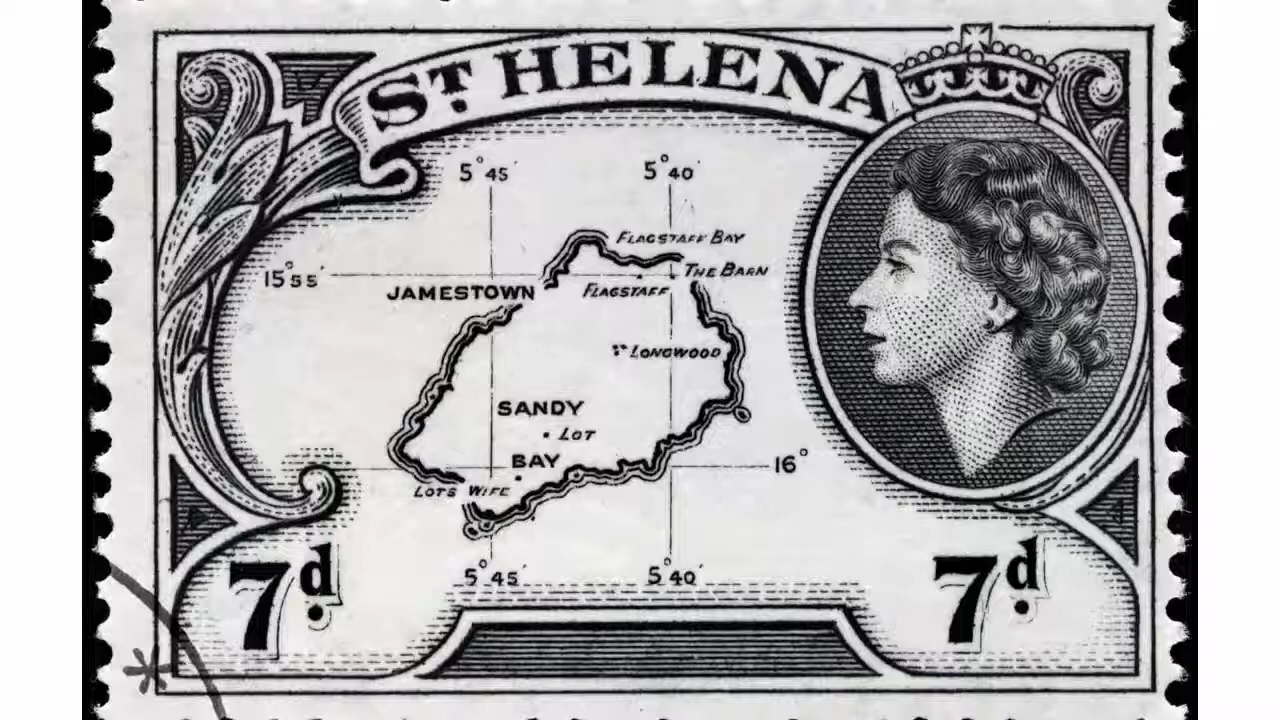 ST. HELENA
5°45′ 5°40′
FLAGSTAFF BAY
15°55′ THE BARN
JAMESTOWN FLAGSTAFF
LONGWOOD
SANDY
LOT
BAY 16°
LOTS WIFE
5°45′ 5°40′
7d 7d